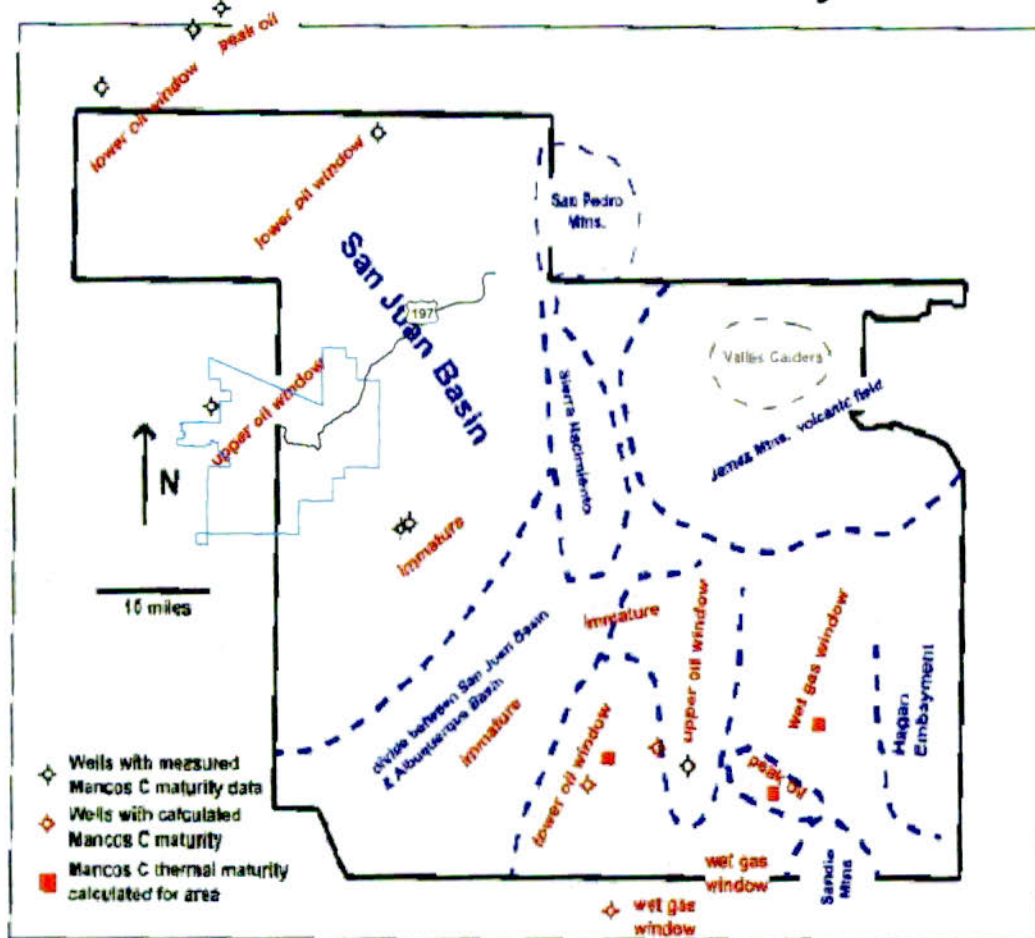 peak oil
lower oil window
lower oil window
San Pedro
Mtns.
San Juan Basin
197
Valles Caldera
Jemez Mtns. volcanic field
Sierra Nacimiento
upper oil window
N
immature
10 miles
immature
upper oil window
wet gas window
Hagan
Embayment
divide between San Juan Basin
& Albuquerque Basin
immature
lower oil window
peak oil
Wells with measured
Mancos C maturity data
Wells with calculated
Mancos C maturity
Mancos C thermal maturity
calculated for area
wet gas
window
Sandia
Mtns
wet gas
window